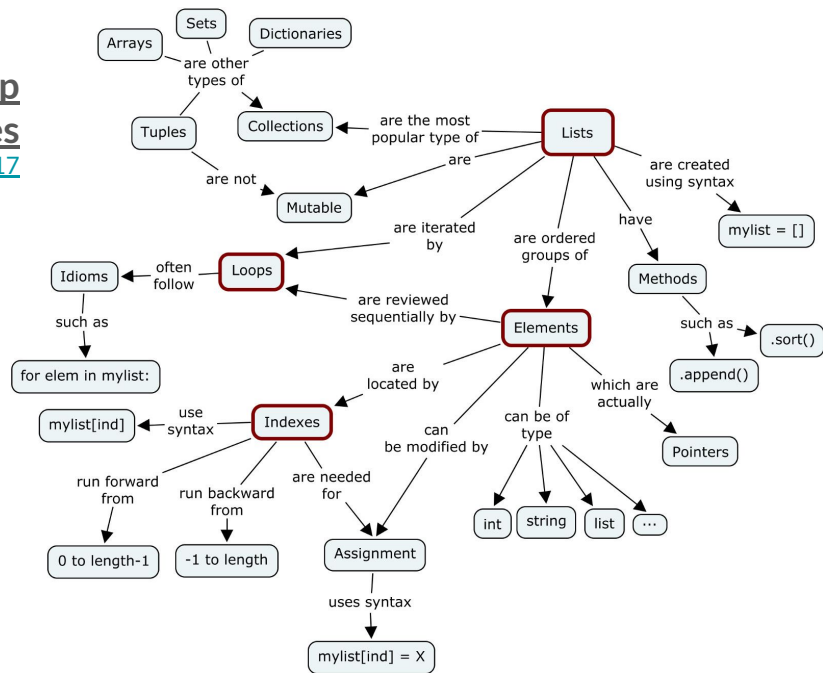 Sets
Arrays
Dictionaries
are other
types of
p
es
17
Tuples
Collections
are the most
popular type of
Lists
are not
are
Mutable
are created
using syntax
mylist = []
are iterated
by
are ordered
groups of
have
Methods
Idioms
often
follow
Loops
such as
are reviewed
sequentially by
Elements
such as
.sort()
.append()
for elem in mylist:
are
located by
which are
actually
mylist[ind]
use
syntax
Indexes
can
be modified by
can be of
type
Pointers
run forward
from
run backward
from
are needed
for
int
string
list
...
0 to length-1
-1 to length
Assignment
uses syntax
mylist[ind] = X